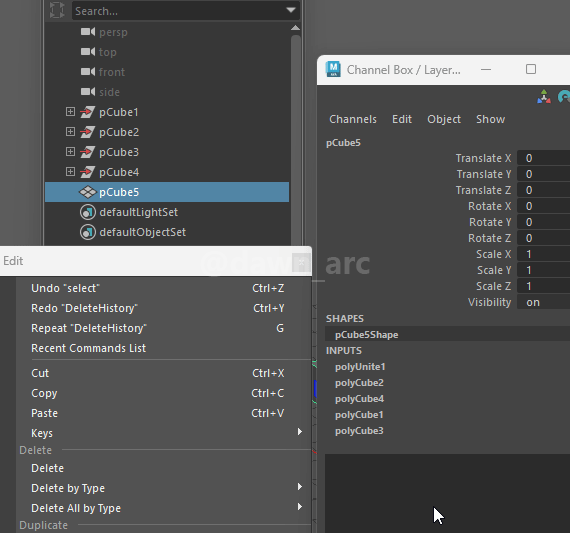 Search...
persp
top
front
side
pCube1
pCube2
pCube3
pCube4
pCube5
defaultLightSet
defaultObjectSet
Edit
Undo "select" Ctrl+Z
Redo "DeleteHistory" Ctrl+Y
Repeat "DeleteHistory" G
Recent Commands List
Cut Ctrl+X
Copy Ctrl+C
Paste Ctrl+V
Keys
Delete
Delete
Delete by Type
Delete All by Type
Duplicate
M
Channel Box / Layer...
Channels Edit Object Show
pCube5
Translate X 0
Translate Y 0
Translate Z 0
Rotate X 0
Rotate Y 0
Rotate Z 0
Scale X 1
Scale Y 1
Scale Z 1
Visibility on
SHAPES
pCube5Shape
INPUTS
polyUnite1
polyCube2
polyCube4
polyCube1
polyCube3